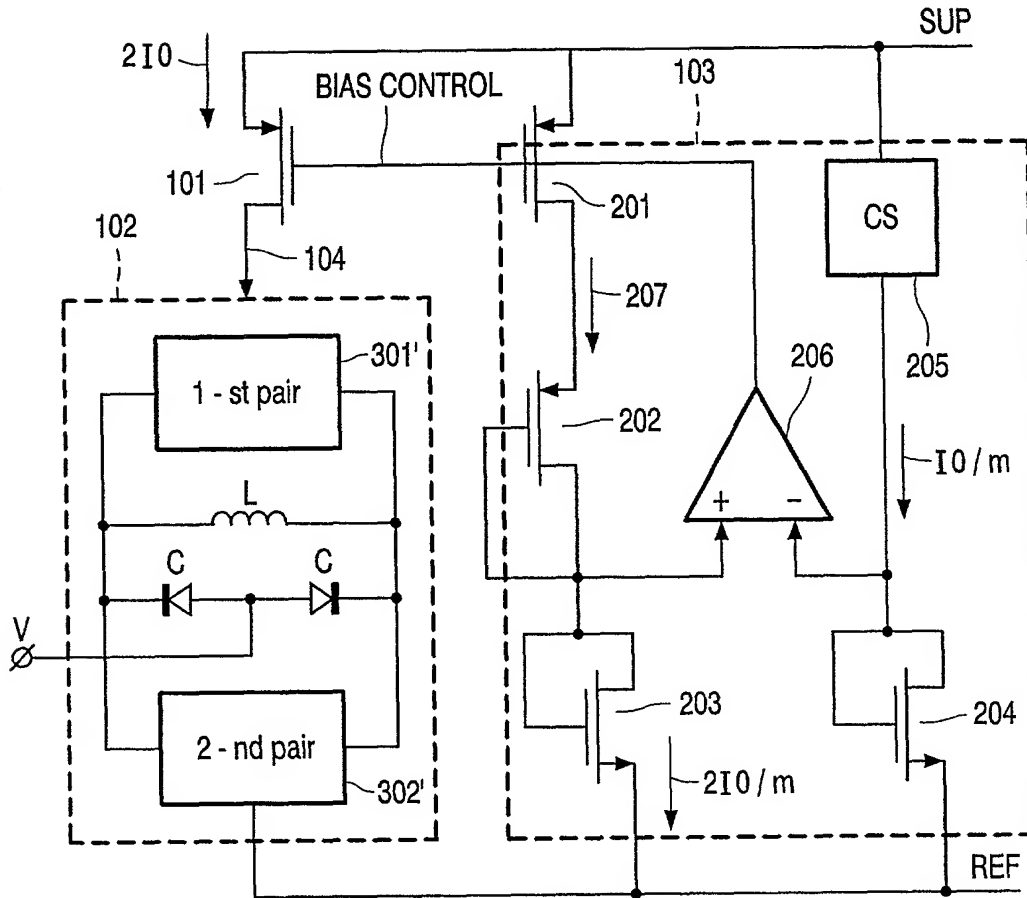 SUP
2I0
103
BIAS CONTROL
101
201
CS
102
104
207
205
301'
206
1 - st pair
202
I0/m
L
+ -
C C
V
203
204
2 - nd pair
2I0/m
302'
REF